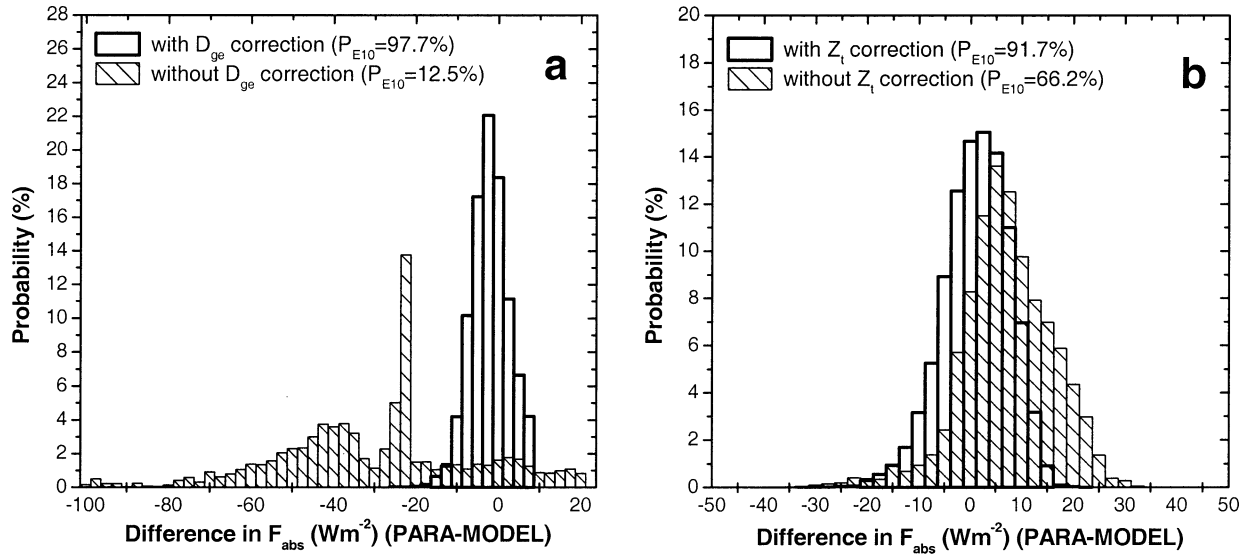 28
26
24
22
20
18
16
14
12
10
8
6
4
2
0
Probability (%)
with D_ge correction (P_E10=97.7%)
without D_ge correction (P_E10=12.5%)
a
-100 -80 -60 -40 -20 0 20
Difference in F_abs (Wm^-2) (PARA-MODEL)
20
18
16
14
12
10
8
6
4
2
0
Probability (%)
with Z_t correction (P_E10=91.7%)
without Z_t correction (P_E10=66.2%)
b
-50 -40 -30 -20 -10 0 10 20 30 40 50
Difference in F_abs (Wm^-2) (PARA-MODEL)